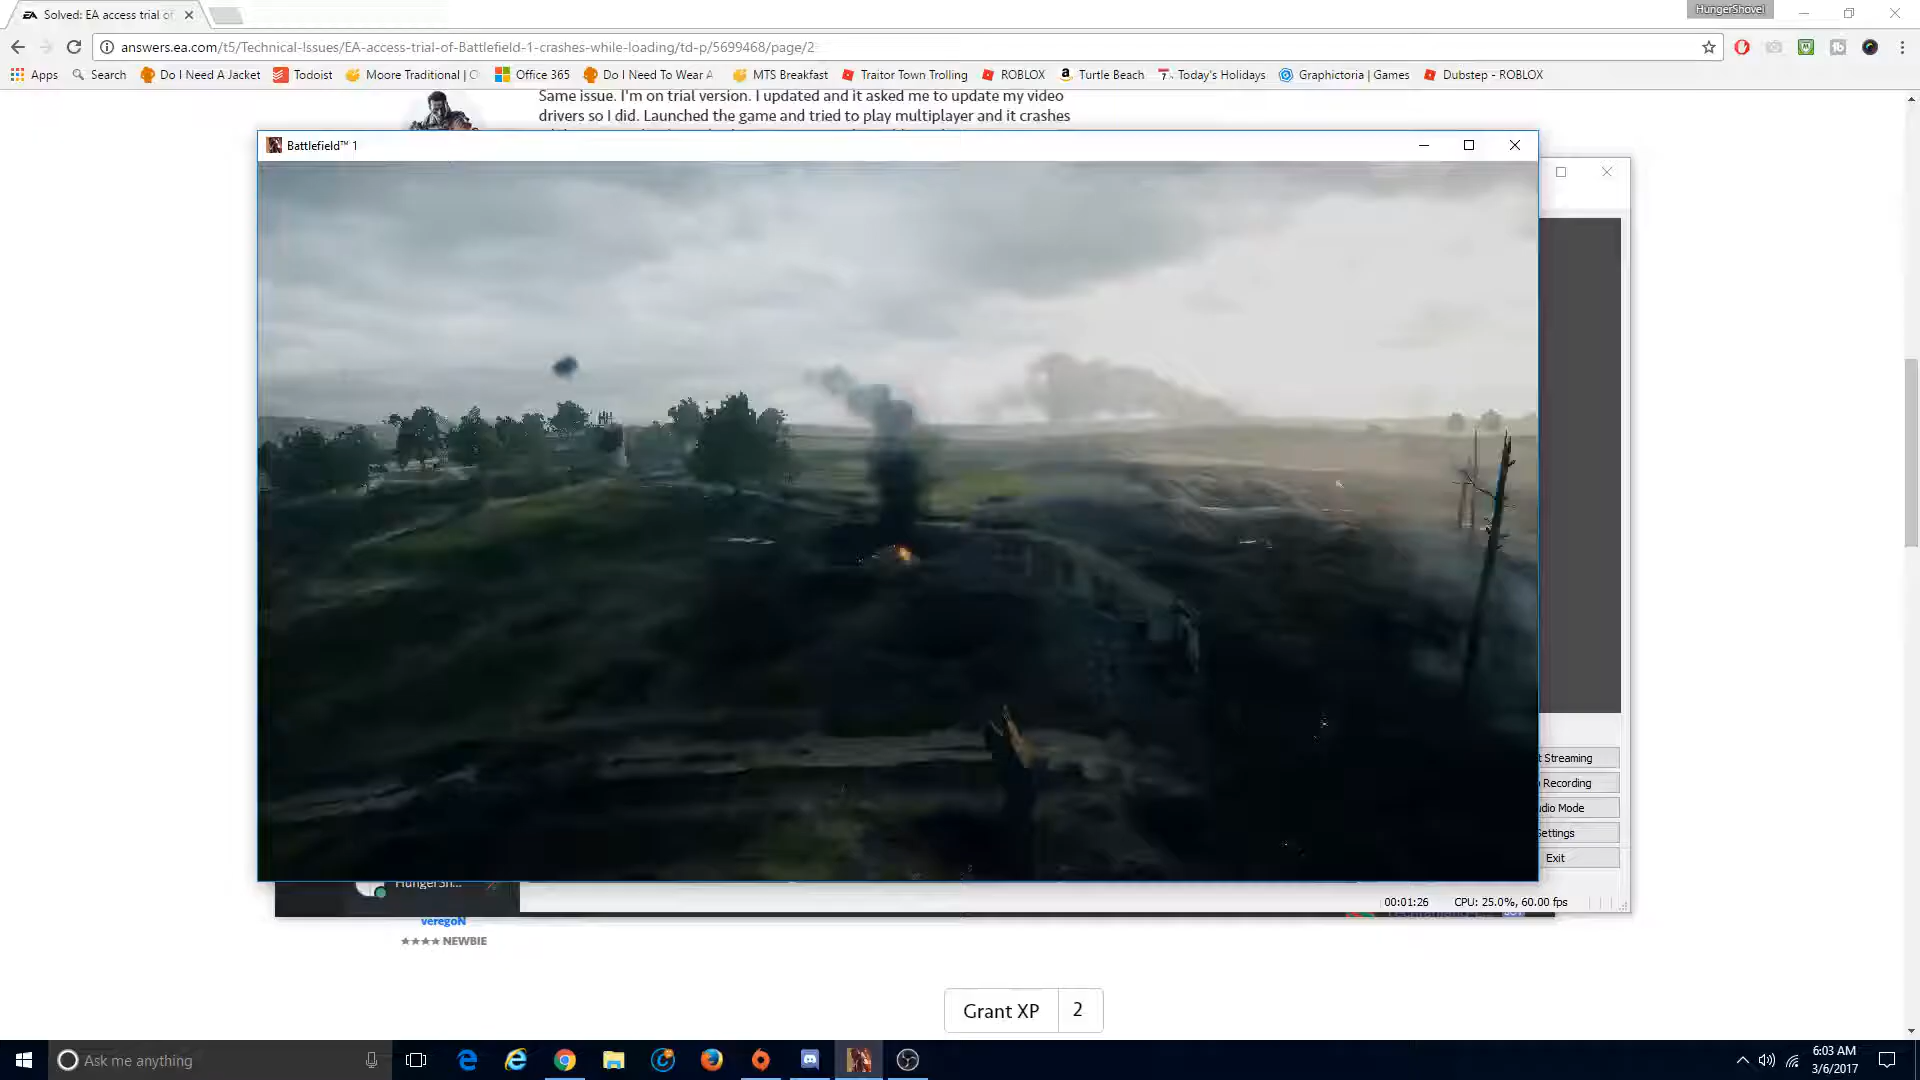 Solved: EA access trial of
HungerShovel
answers.ea.com/t5/Technical-Issues/EA-access-trial-of-Battlefield-1-crashes-while-loading/td-p/5699468/page/2
Apps
Search
Do I Need A Jacket
Todoist
Moore Traditional | C
Office 365
Do I Need To Wear A
MTS Breakfast
Traitor Town Trolling
ROBLOX
Turtle Beach
Today's Holidays
Graphictoria | Games
Dubstep - ROBLOX
Same issue. I'm on trial version. I updated and it asked me to update my video
drivers so I did. Launched the game and tried to play multiplayer and it crashes
Battlefield™ 1
t Streaming
Recording
dio Mode
Settings
Exit
HungerSh...
00:01:26
CPU: 25.0%, 60.00 fps
veregoN
★★★★ NEWBIE
Grant XP
2
Ask me anything
6:03 AM
3/6/2017